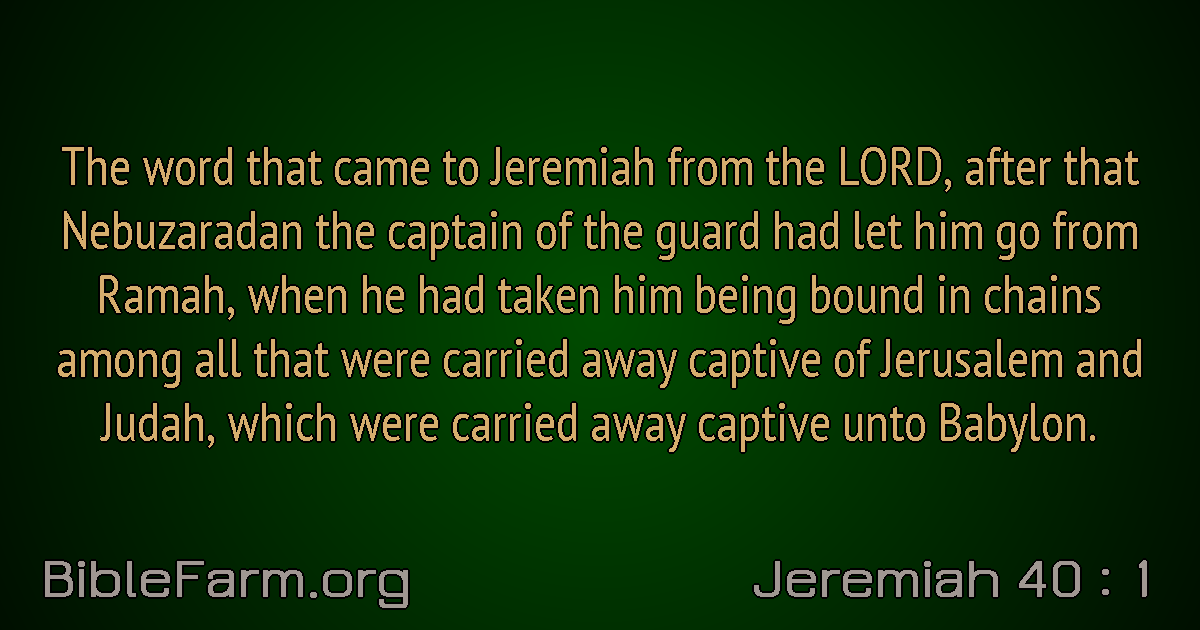 The word that came to Jeremiah from the LORD, after that
Nebuzaradan the captain of the guard had let him go from
Ramah, when he had taken him being bound in chains
among all that were carried away captive of Jerusalem and
Judah, which were carried away captive unto Babylon.
BibleFarm.org
Jeremiah 40 : 1